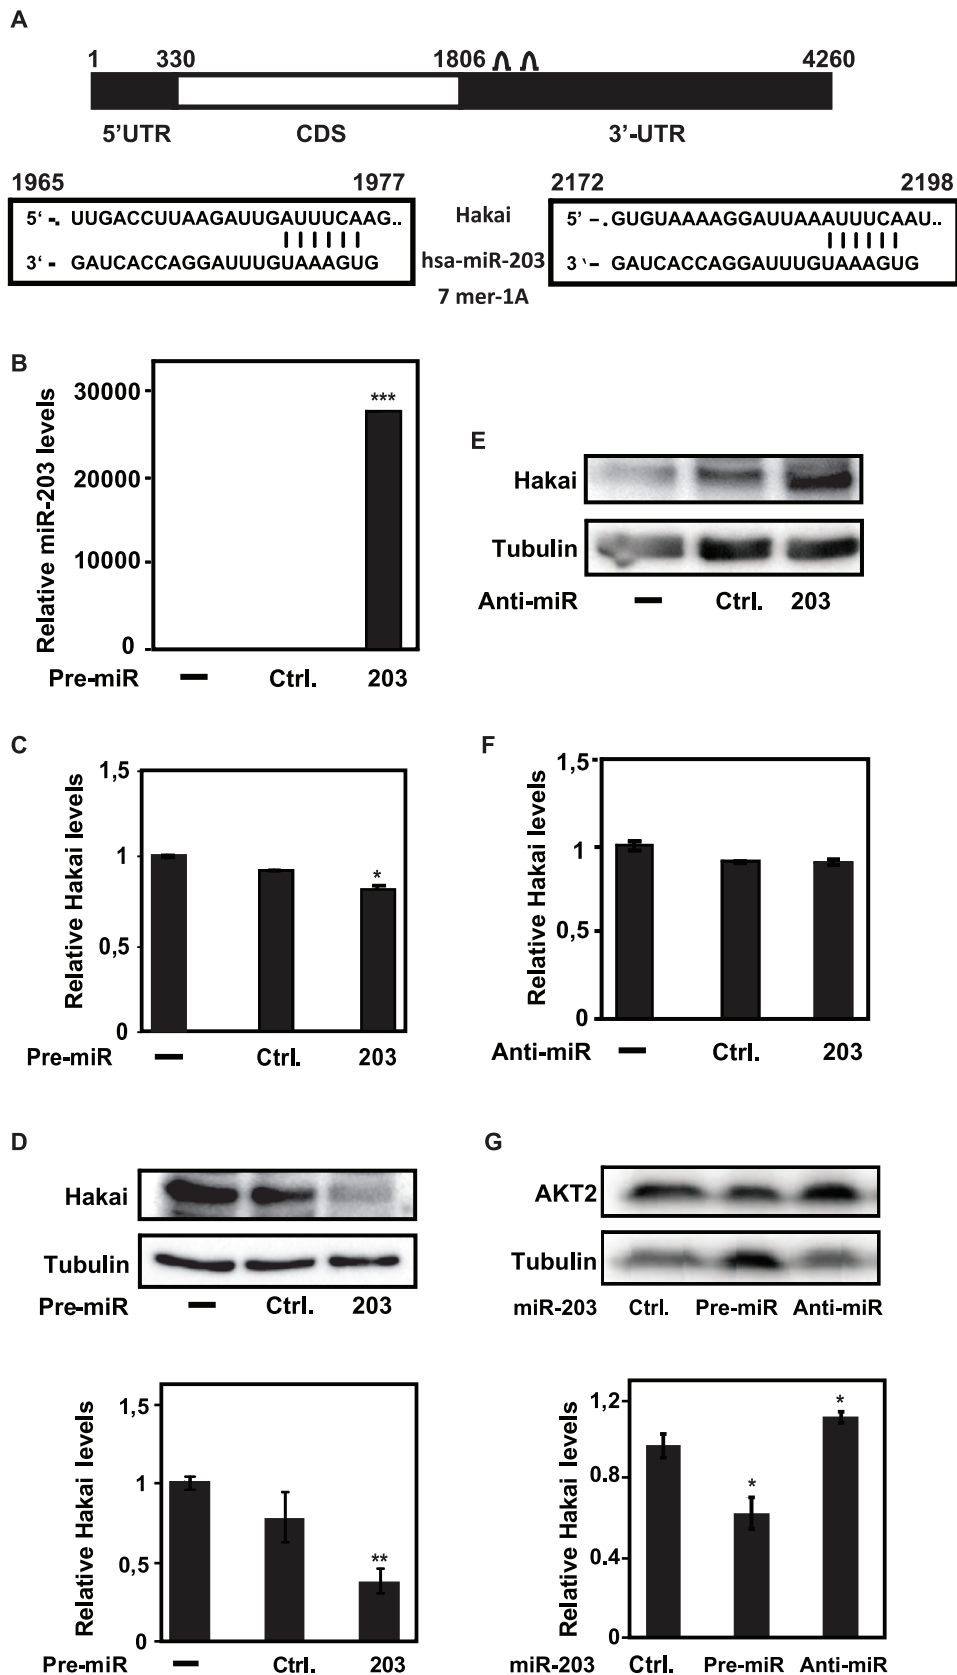 A
1 330 1806 4260
5'UTR CDS 3'-UTR
1965 1977
5' -. UUGACCUUAAGAUUGAUUUCAAG..
3' - GAUCACCAGGAUUUGUAAAGUG
Hakai
hsa-miR-203
7 mer-1A
2172 2198
5' –. GUGUAAAAGGAUUAAAUUUCAAU..
3 '– GAUCACCAGGAUUUGUAAAGUG
B
Relative miR-203 levels
30000
20000
10000
0
***
Pre-miR — Ctrl. 203
E
Hakai
Tubulin
Anti-miR — Ctrl. 203
C
Relative Hakai levels
1,5
1
0,5
0
*
Pre-miR — Ctrl. 203
F
Relative Hakai levels
1,5
1
0,5
0
Anti-miR — Ctrl. 203
D
Hakai
Tubulin
Pre-miR — Ctrl. 203
Relative Hakai levels
1,5
1
0,5
0
**
Pre-miR — Ctrl. 203
G
AKT2
Tubulin
miR-203 Ctrl. Pre-miR Anti-miR
Relative Hakai levels
1,2
0.8
0.4
0
*
*
miR-203 Ctrl. Pre-miR Anti-miR